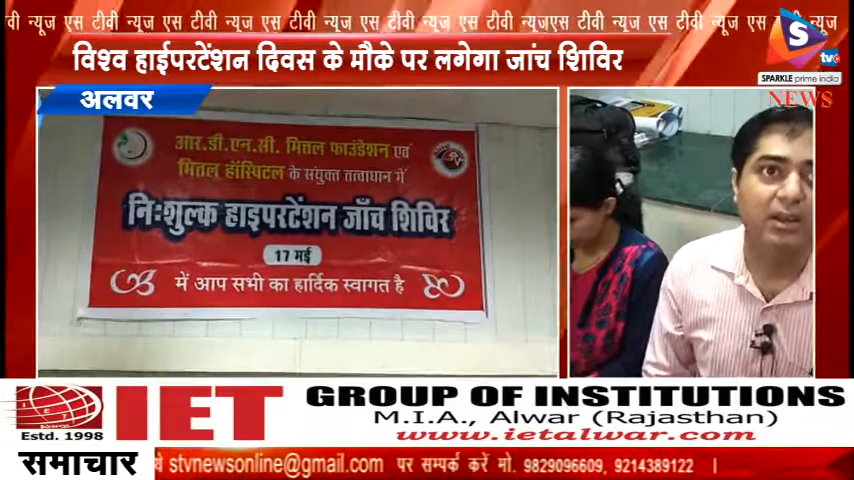 वी न्यूज एस टीवी न्यूज एस टीवी न्यूज एस टीवी न्यूज एस टीवी न्यूजएस टीवी न्यूज एस टीवी न्यूज एस न्यूज
विश्व हाईपरटेंशन दिवस के मौके पर लगेगा जांच शिविर
S
tv
SPARKLE prime india
NEWS
अलवर
आर.डी.एन.सी. मित्तल फाउंडेशन एवं
मित्तल हॉस्पिटल के संयुक्त तत्वाधान में
निःशुल्क हाइपरटेंशन जाँच शिविर
17 मई
में आप सभी का हार्दिक स्वागत है
IET
Estd. 1998
IET
GROUP OF INSTITUTIONS
M.I.A., Alwar (Rajasthan)
www.ietalwar.com
समाचार
stvnewsonline@gmail.com पर सम्पर्क करें मो. 9829096609, 9214389122 ।